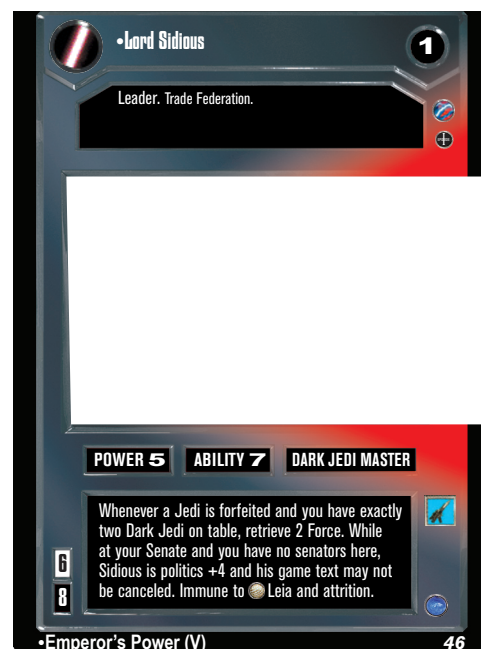 •Lord Sidious
1
Leader. Trade Federation.
POWER 5 ABILITY 7 DARK JEDI MASTER
Whenever a Jedi is forfeited and you have exactly
two Dark Jedi on table, retrieve 2 Force. While
at your Senate and you have no senators here,
Sidious is politics +4 and his game text may not
be canceled. Immune to Leia and attrition.
6
8
•Emperor's Power (V) 46